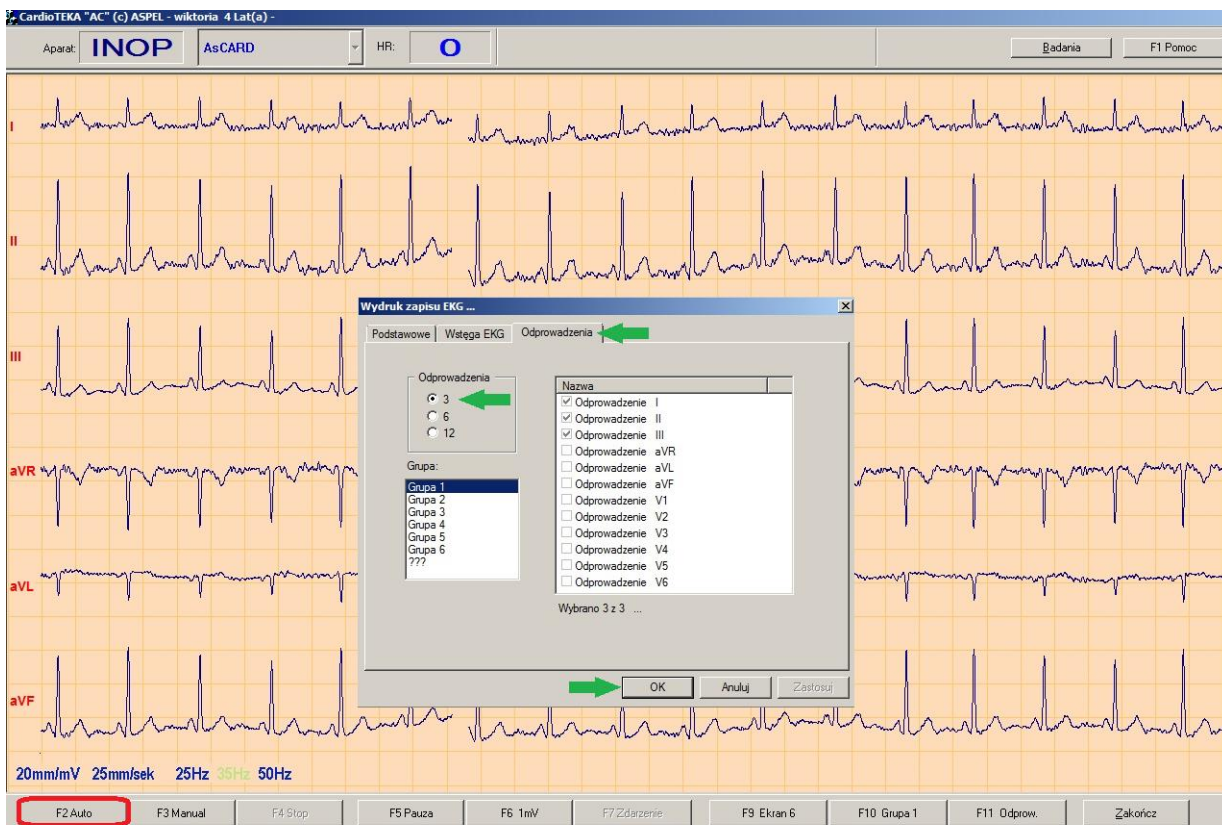 CardioTEKA "AC" (c) ASPEL - wiktoria 4 Lat(a) -
Aparat: INOP AsCARD HR: 0 Badania F1 Pomoc
I
II
Wydruk zapisu EKG ...
Podstawowe Wstęga EKG Odprowadzenia
III
Odprowadzenia
3
6
12
Grupa:
Grupa 1
Grupa 2
Grupa 3
Grupa 4
Grupa 5
Grupa 6
???
Nazwa
Odprowadzenie I
Odprowadzenie II
Odprowadzenie III
Odprowadzenie aVR
Odprowadzenie aVL
Odprowadzenie aVF
Odprowadzenie V1
Odprowadzenie V2
Odprowadzenie V3
Odprowadzenie V4
Odprowadzenie V5
Odprowadzenie V6
Wybrano 3 z 3 ...
OK Anuluj Zastosuj
aVR
aVL
aVF
20mm/mV 25mm/sek 25Hz 35Hz 50Hz
F2 Auto F3 Manual F4 Stop F5 Pauza F6 1mV F7 Zdarzenie F9 Ekran 6 F10 Grupa 1 F11 Odprow. Zakończ